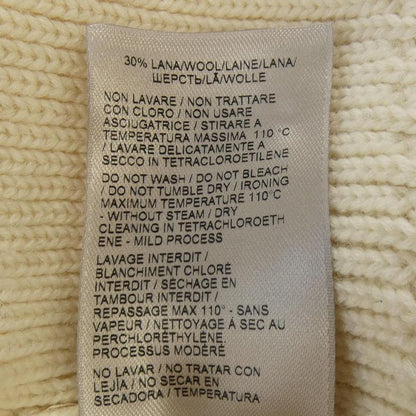 30% LANA/WOOL/LAINE/LANA/
ШЕРСТЬ/LÃ/WOLLE
NON LAVARE / NON TRATTARE
CON CLORO / NON USARE
ASCIUGATRICE / STIRARE A
TEMPERATURA MASSIMA 110 °C
/ LAVARE DELICATAMENTE A
SECCO IN TETRACLOROETILENE
DO NOT WASH / DO NOT BLEACH
/ DO NOT TUMBLE DRY / IRONING
MAXIMUM TEMPERATURE 110°C
- WITHOUT STEAM / DRY
CLEANING IN TETRACHLOROETH
ENE - MILD PROCESS
LAVAGE INTERDIT /
BLANCHIMENT CHLORÉ
INTERDIT / SÉCHAGE EN
TAMBOUR INTERDIT /
REPASSAGE MAX 110° - SANS
VAPEUR / NETTOYAGE À SEC AU
PERCHLORÉTHYLÈNE.
PROCESSUS MODÉRÉ
NO LAVAR / NO TRATAR CON
LEJÍA / NO SECAR EN
SECADORA / TEMPERATURA